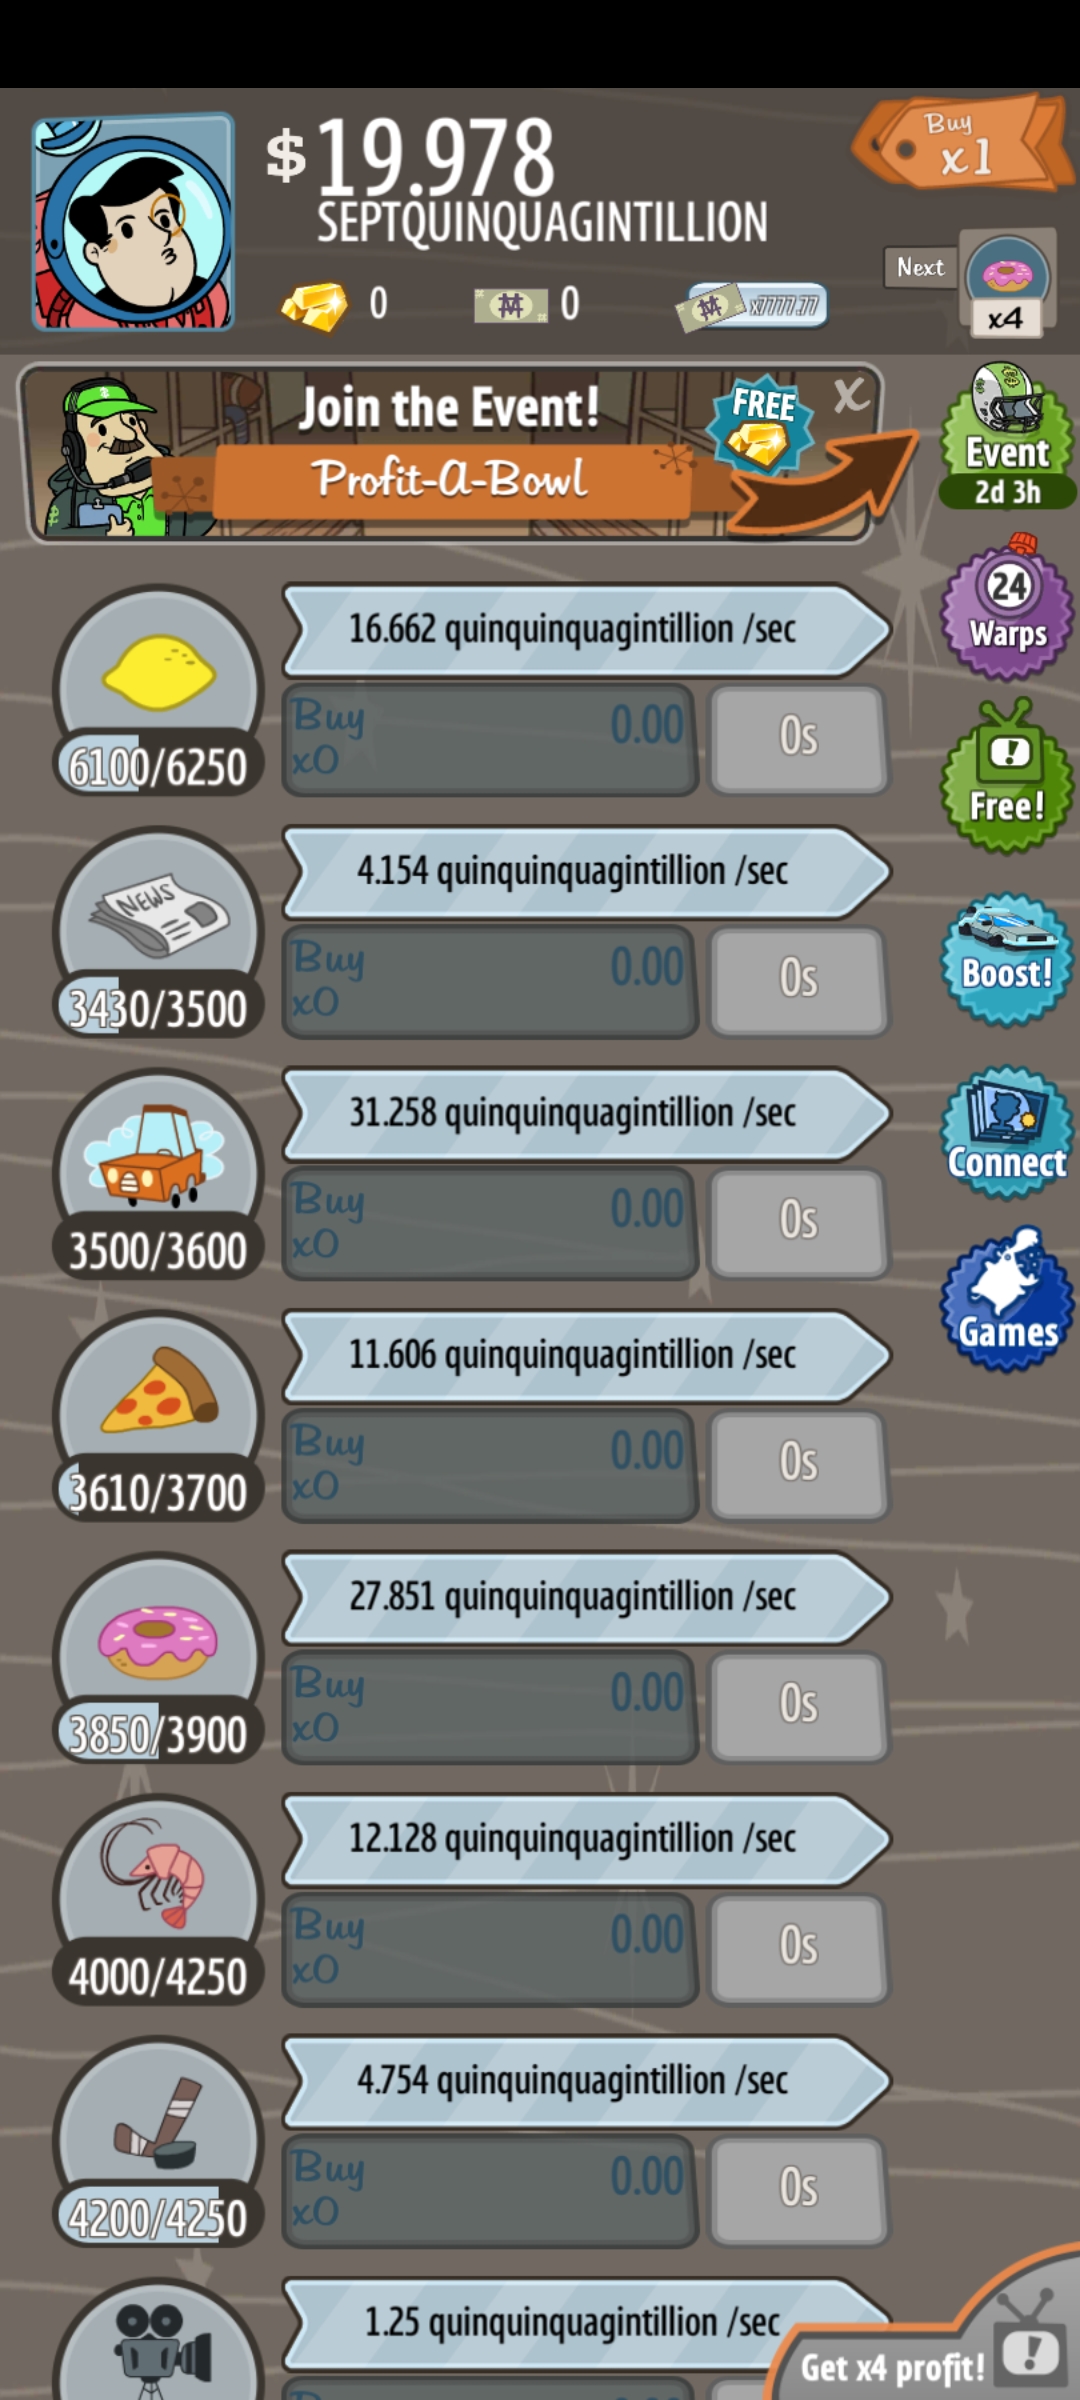 $19.978
SEPTQUINQUAGINTILLION
Buy
x1
Next
x4
0
0
x7777.77
Join the Event!
Profit-A-Bowl
FREE
X
Event
2d 3h
24
Warps
Free!
Boost!
Connect
Games
16.662 quinquinquagintillion /sec
6100/6250
Buy
x0
0.00
0s
4.154 quinquinquagintillion /sec
NEWS
3430/3500
Buy
x0
0.00
0s
31.258 quinquinquagintillion /sec
3500/3600
Buy
x0
0.00
0s
11.606 quinquinquagintillion /sec
3610/3700
Buy
x0
0.00
0s
27.851 quinquinquagintillion /sec
3850/3900
Buy
x0
0.00
0s
12.128 quinquinquagintillion /sec
4000/4250
Buy
x0
0.00
0s
4.754 quinquinquagintillion /sec
4200/4250
Buy
x0
0.00
0s
1.25 quinquinquagintillion /sec
Get x4 profit!